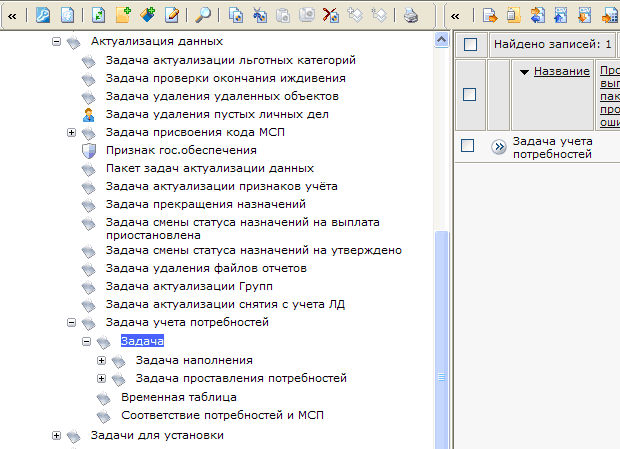 Актуализация данных
Задача актуализации льготных категорий
Задача проверки окончания иждивения
Задача удаления удаленных объектов
Задача удаления пустых личных дел
Задача присвоения кода МСП
Признак гос.обеспечения
Пакет задач актуализации данных
Задача актуализации признаков учёта
Задача прекращения назначений
Задача смены статуса назначений на выплата
приостановлена
Задача смены статуса назначений на утверждено
Задача удаления файлов отчетов
Задача актуализации Групп
Задача актуализации снятия с учета ЛД
Задача учета потребностей
Задача
Задача наполнения
Задача проставления потребностей
Временная таблица
Соответствие потребностей и МСП
Задачи для установки
Найдено записей: 1
Название
Про
вып
пак
про
оши
Задача учета
потребностей